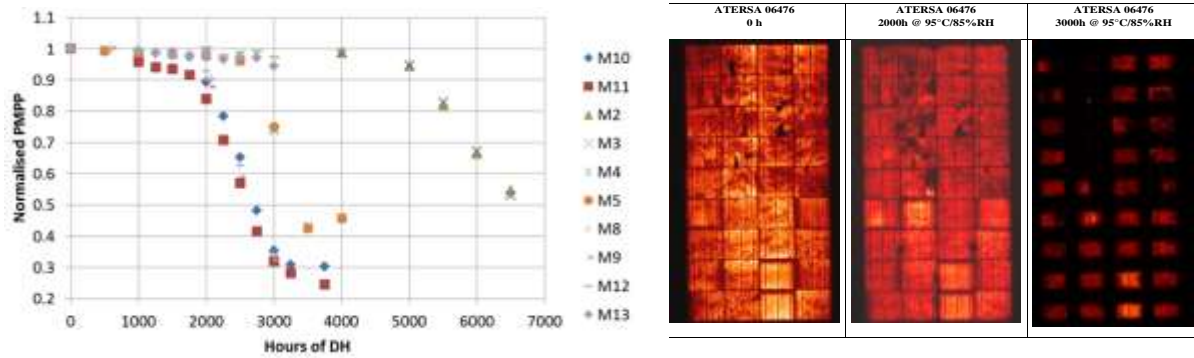 1.1
1
0.9
0.8
0.7
0.6
0.5
0.4
0.3
0.2
Normalised PMPP
0 1000 2000 3000 4000 5000 6000 7000
Hours of DH
M10
M11
M2
M3
M4
M5
M8
M9
M12
M13
ATERSA 06476
0 h
ATERSA 06476
2000h @ 95°C/85%RH
ATERSA 06476
3000h @ 95°C/85%RH